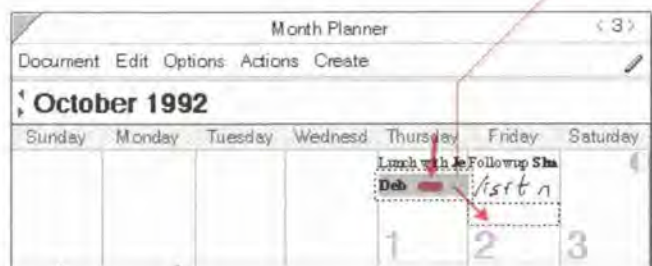 Month Planner < 3 >
Document Edit Options Actions Create
October 1992
Sunday Monday Tuesday Wednesd Thursday Friday Saturday
Lunch with Je Followup Sha
Deb Visit n
1 2 3